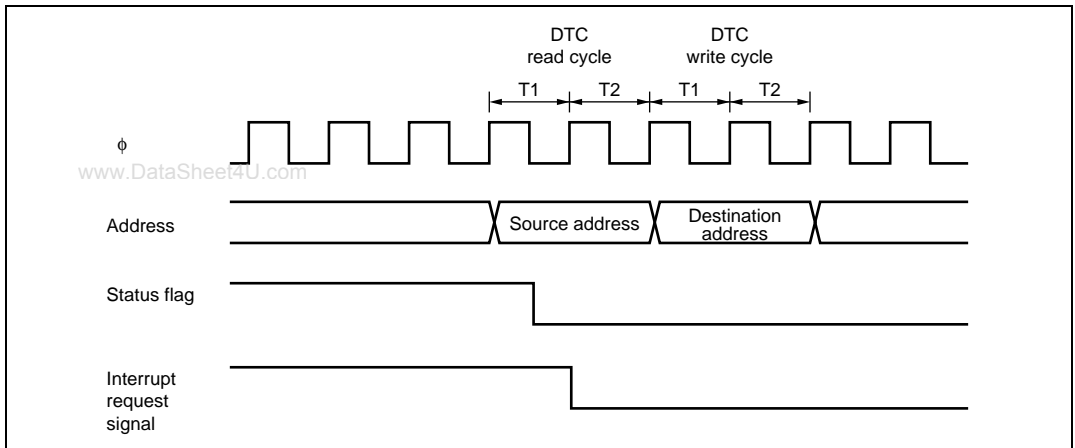 DTC
read cycle
DTC
write cycle
T1
T2
T1
T2
ϕ
www.DataSheet4U.com
Address
Source address
Destination
address
Status flag
Interrupt
request
signal